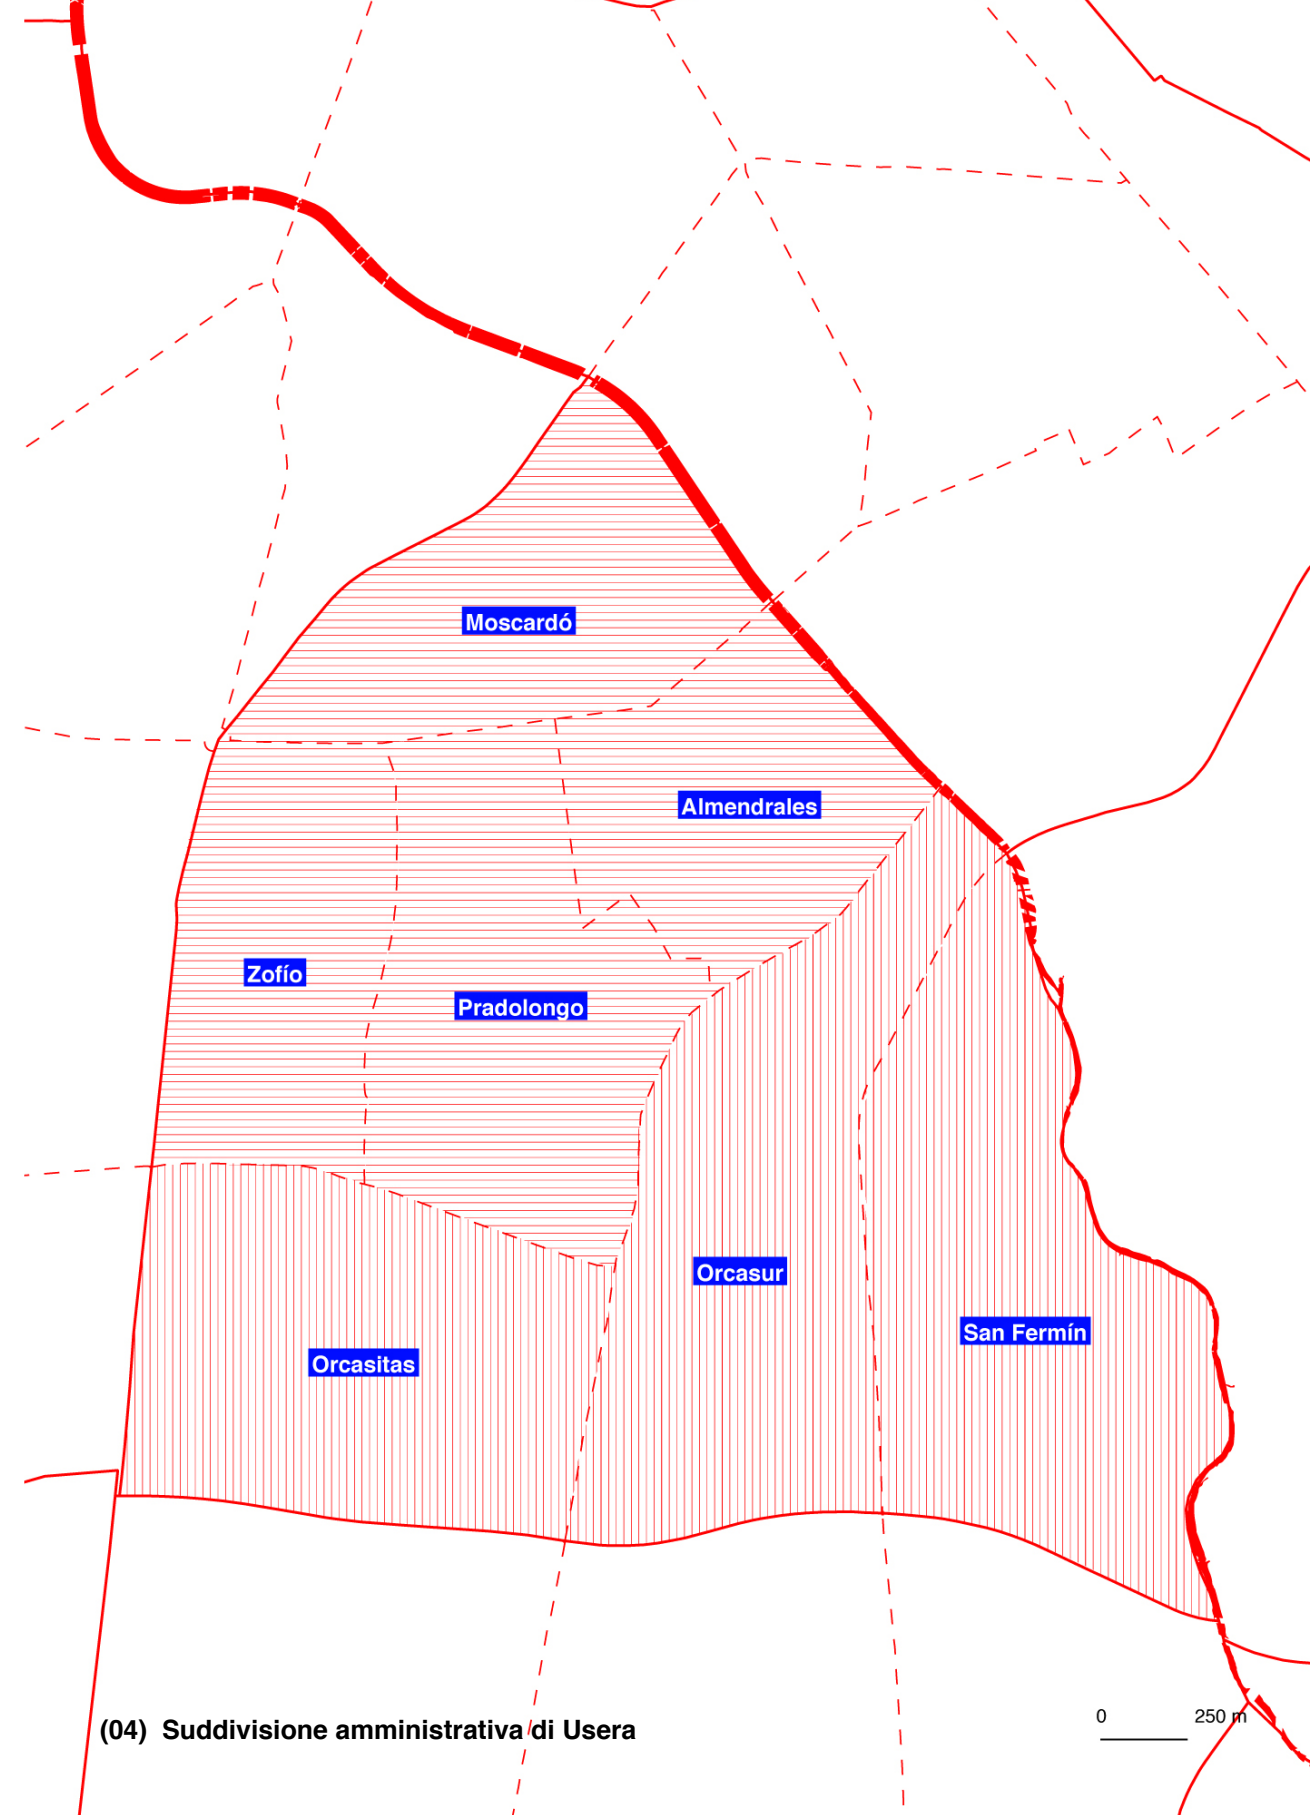 Moscardó
Almendrales
Zofío
Pradolongo
Orcasur
San Fermín
Orcasitas
0 250 m
(04) Suddivisione amministrativa di Usera